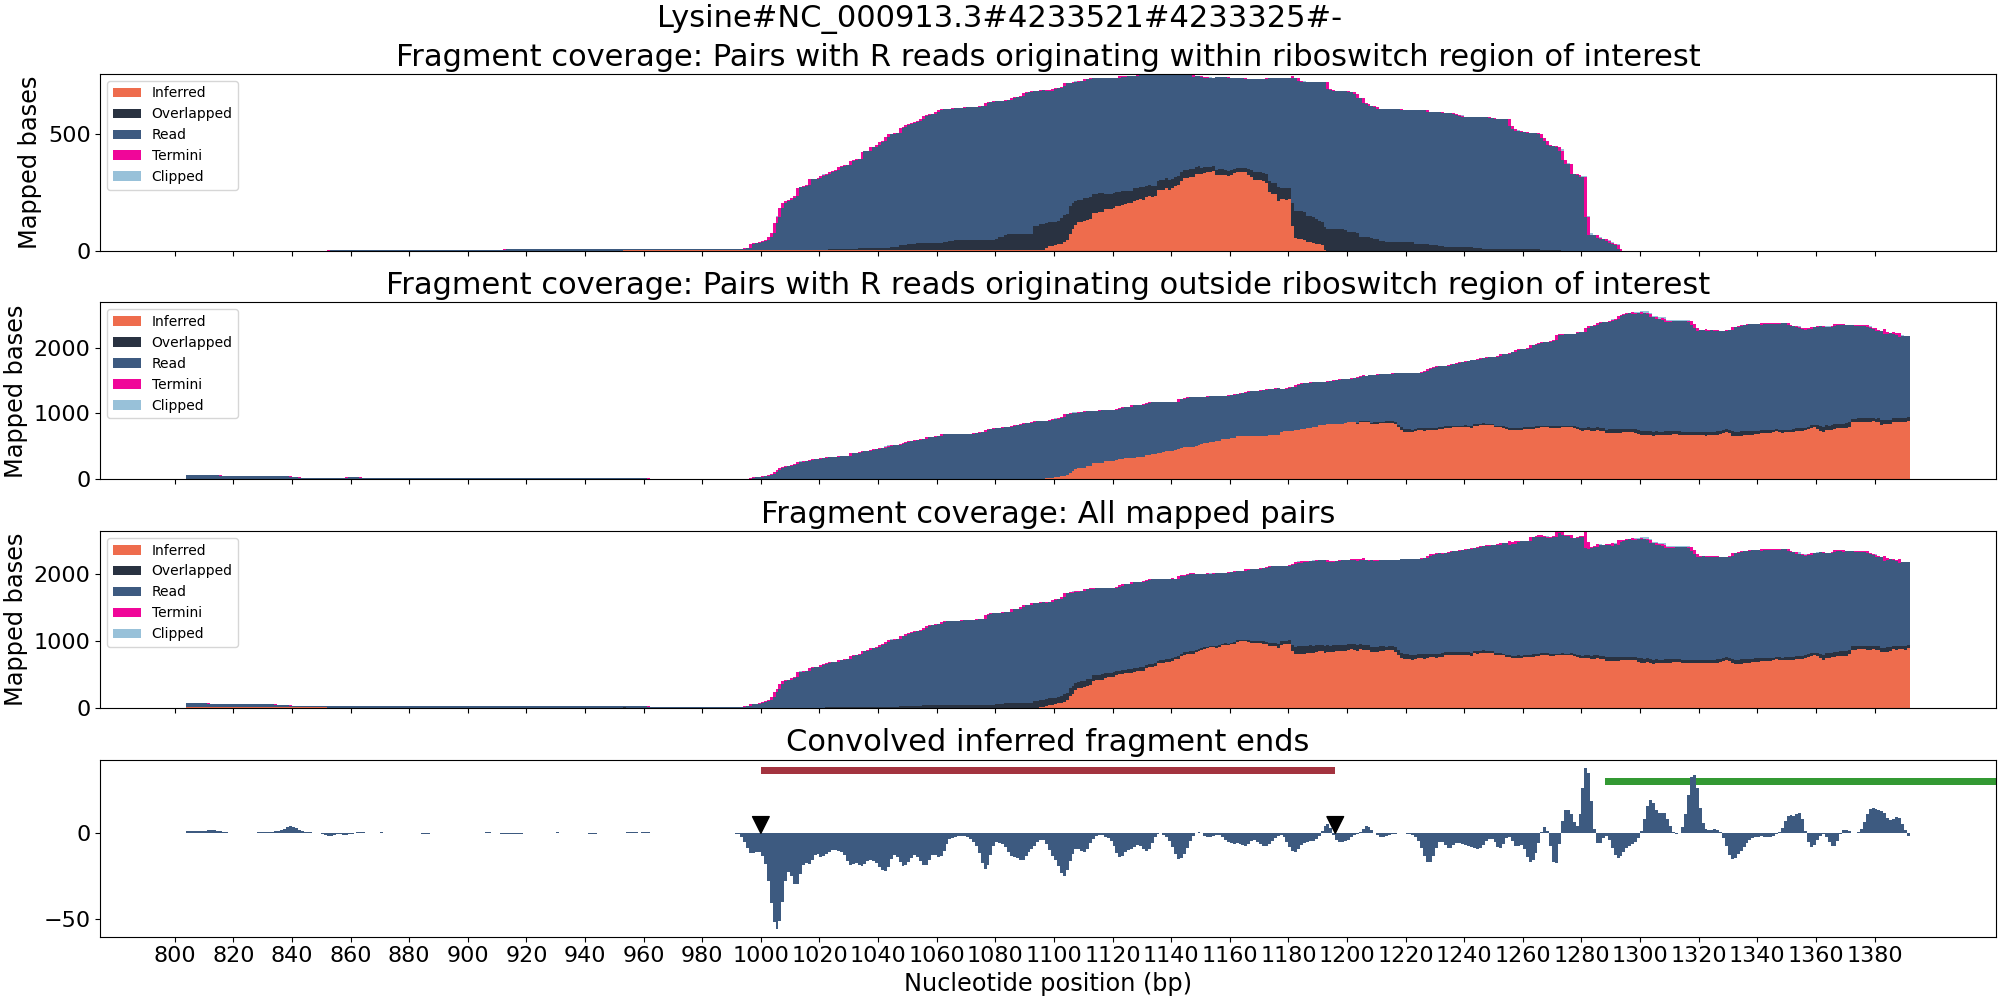 Lysine#NC_000913.3#4233521#4233325#-
Fragment coverage: Pairs with R reads originating within riboswitch region of interest
Mapped bases
500
0
Inferred
Overlapped
Read
Termini
Clipped
Fragment coverage: Pairs with R reads originating outside riboswitch region of interest
Mapped bases
2000
1000
0
Inferred
Overlapped
Read
Termini
Clipped
Fragment coverage: All mapped pairs
Mapped bases
2000
1000
0
Inferred
Overlapped
Read
Termini
Clipped
Convolved inferred fragment ends
0
−50
800 820 840 860 880 900 920 940 960 980 1000 1020 1040 1060 1080 1100 1120 1140 1160 1180 1200 1220 1240 1260 1280 1300 1320 1340 1360 1380
Nucleotide position (bp)